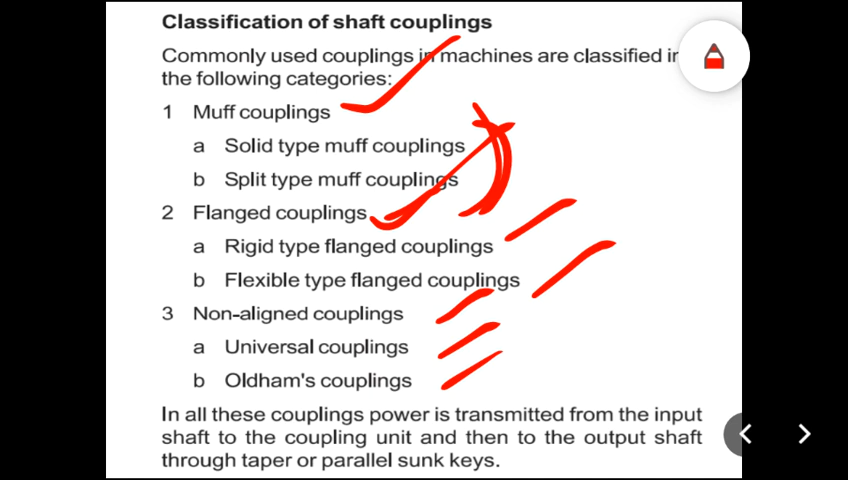 Classification of shaft couplings
Commonly used couplings in machines are classified in
the following categories:
1 Muff couplings
a Solid type muff couplings
b Split type muff couplings
2 Flanged couplings
a Rigid type flanged couplings
b Flexible type flanged couplings
3 Non-aligned couplings
a Universal couplings
b Oldham's couplings
In all these couplings power is transmitted from the input
shaft to the coupling unit and then to the output shaft
through taper or parallel sunk keys.